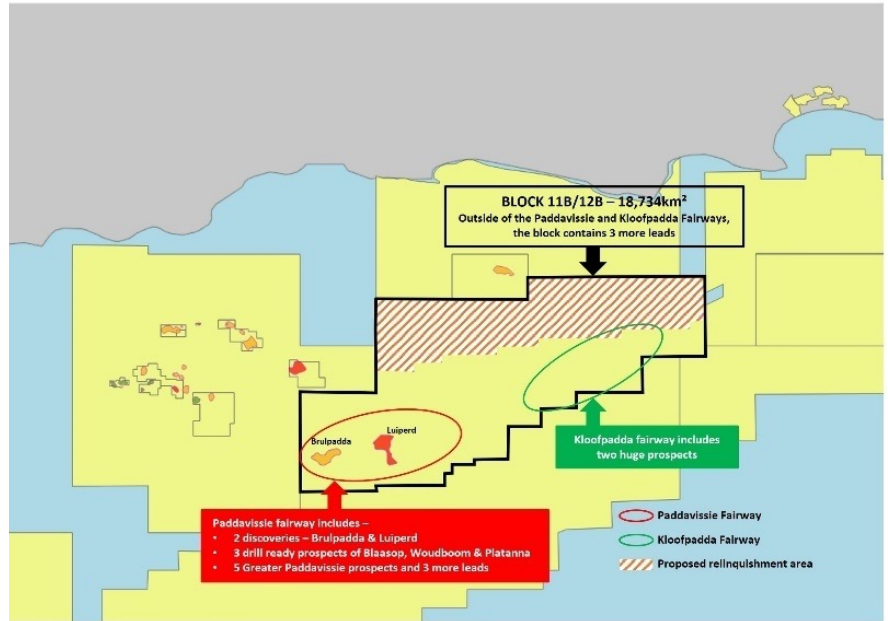 BLOCK 11B/12B – 18,734km²
Outside of the Paddavissie and Kloofpadda Fairways,
the block contains 3 more leads
Brulpadda
Luiperd
Kloofpadda fairway includes
two huge prospects
Paddavissie fairway includes –
• 2 discoveries – Brulpadda & Luiperd
• 3 drill ready prospects of Blaasop, Woudboom & Platanna
• 5 Greater Paddavissie prospects and 3 more leads
Paddavissie Fairway
Kloofpadda Fairway
Proposed relinquishment area